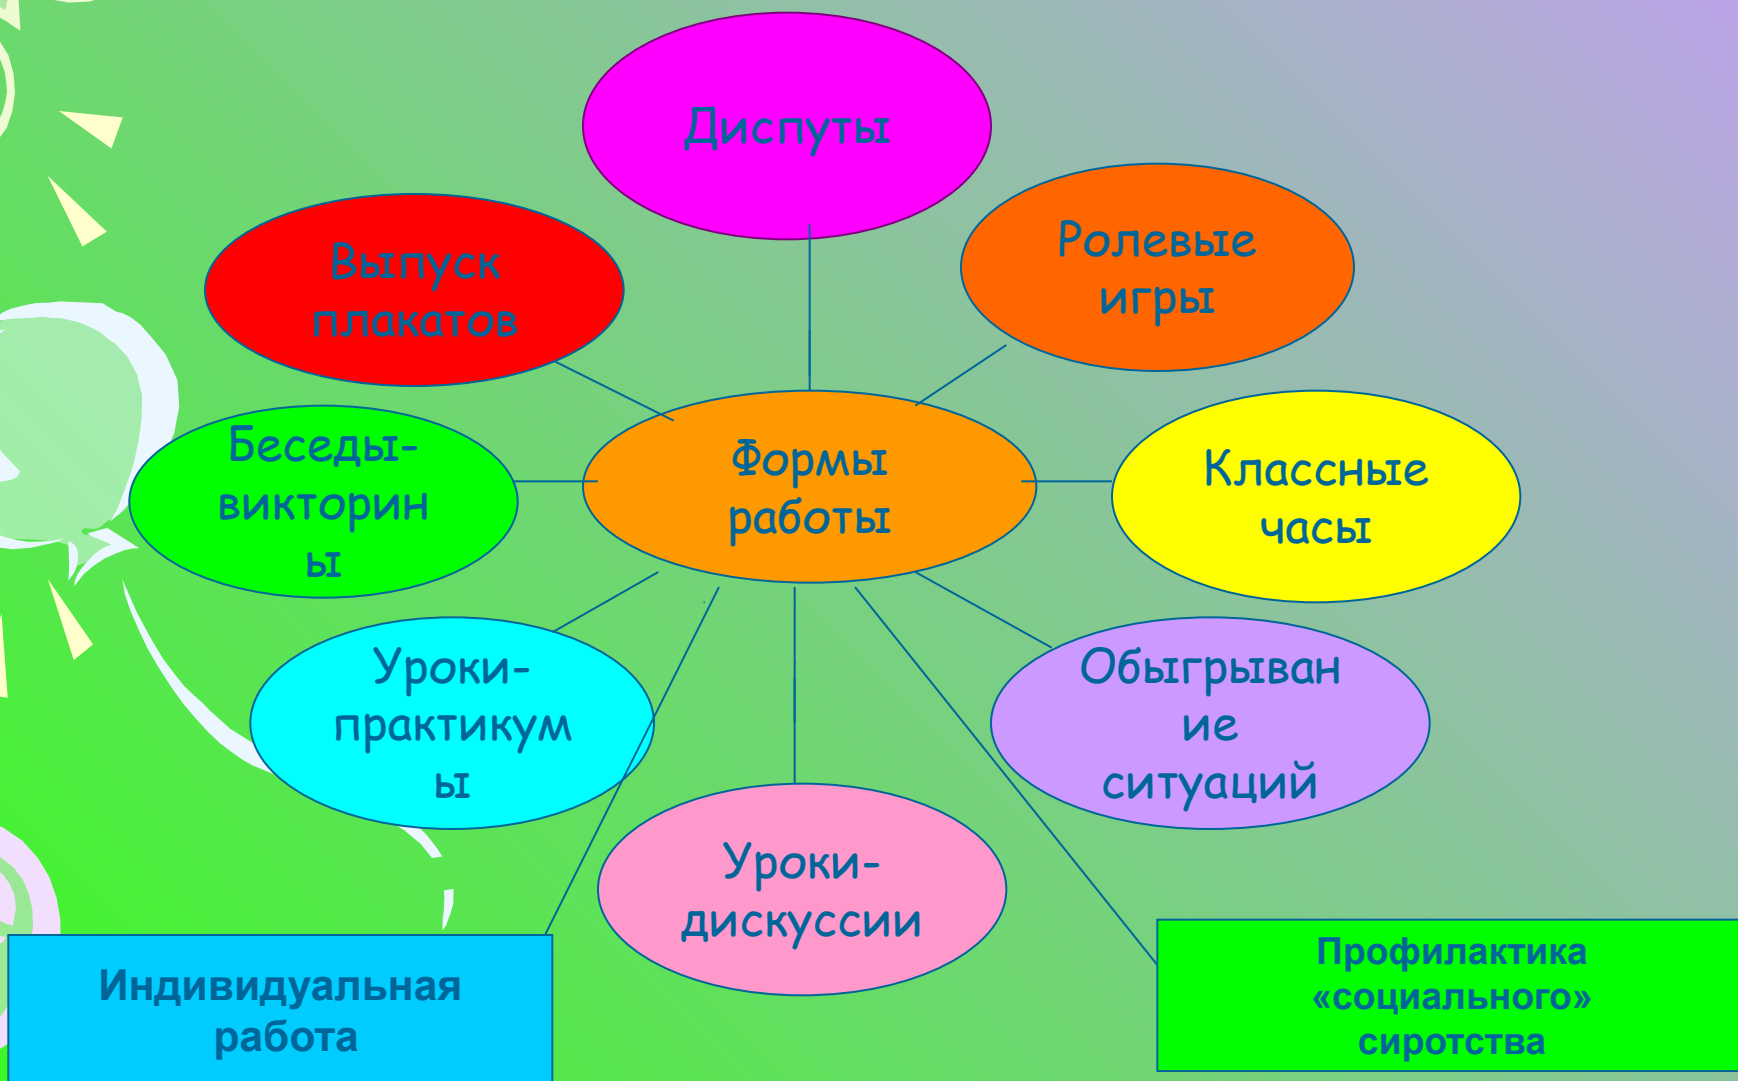 Диспуты
Ролевые
игры
Выпуск
плакатов
Формы
работы
Беседы-
викторин
ы
Классные
часы
Уроки-
практикум
ы
Обыгрыван
ие
ситуаций
Уроки-
дискуссии
Индивидуальная
работа
Профилактика
«социального»
сиротства